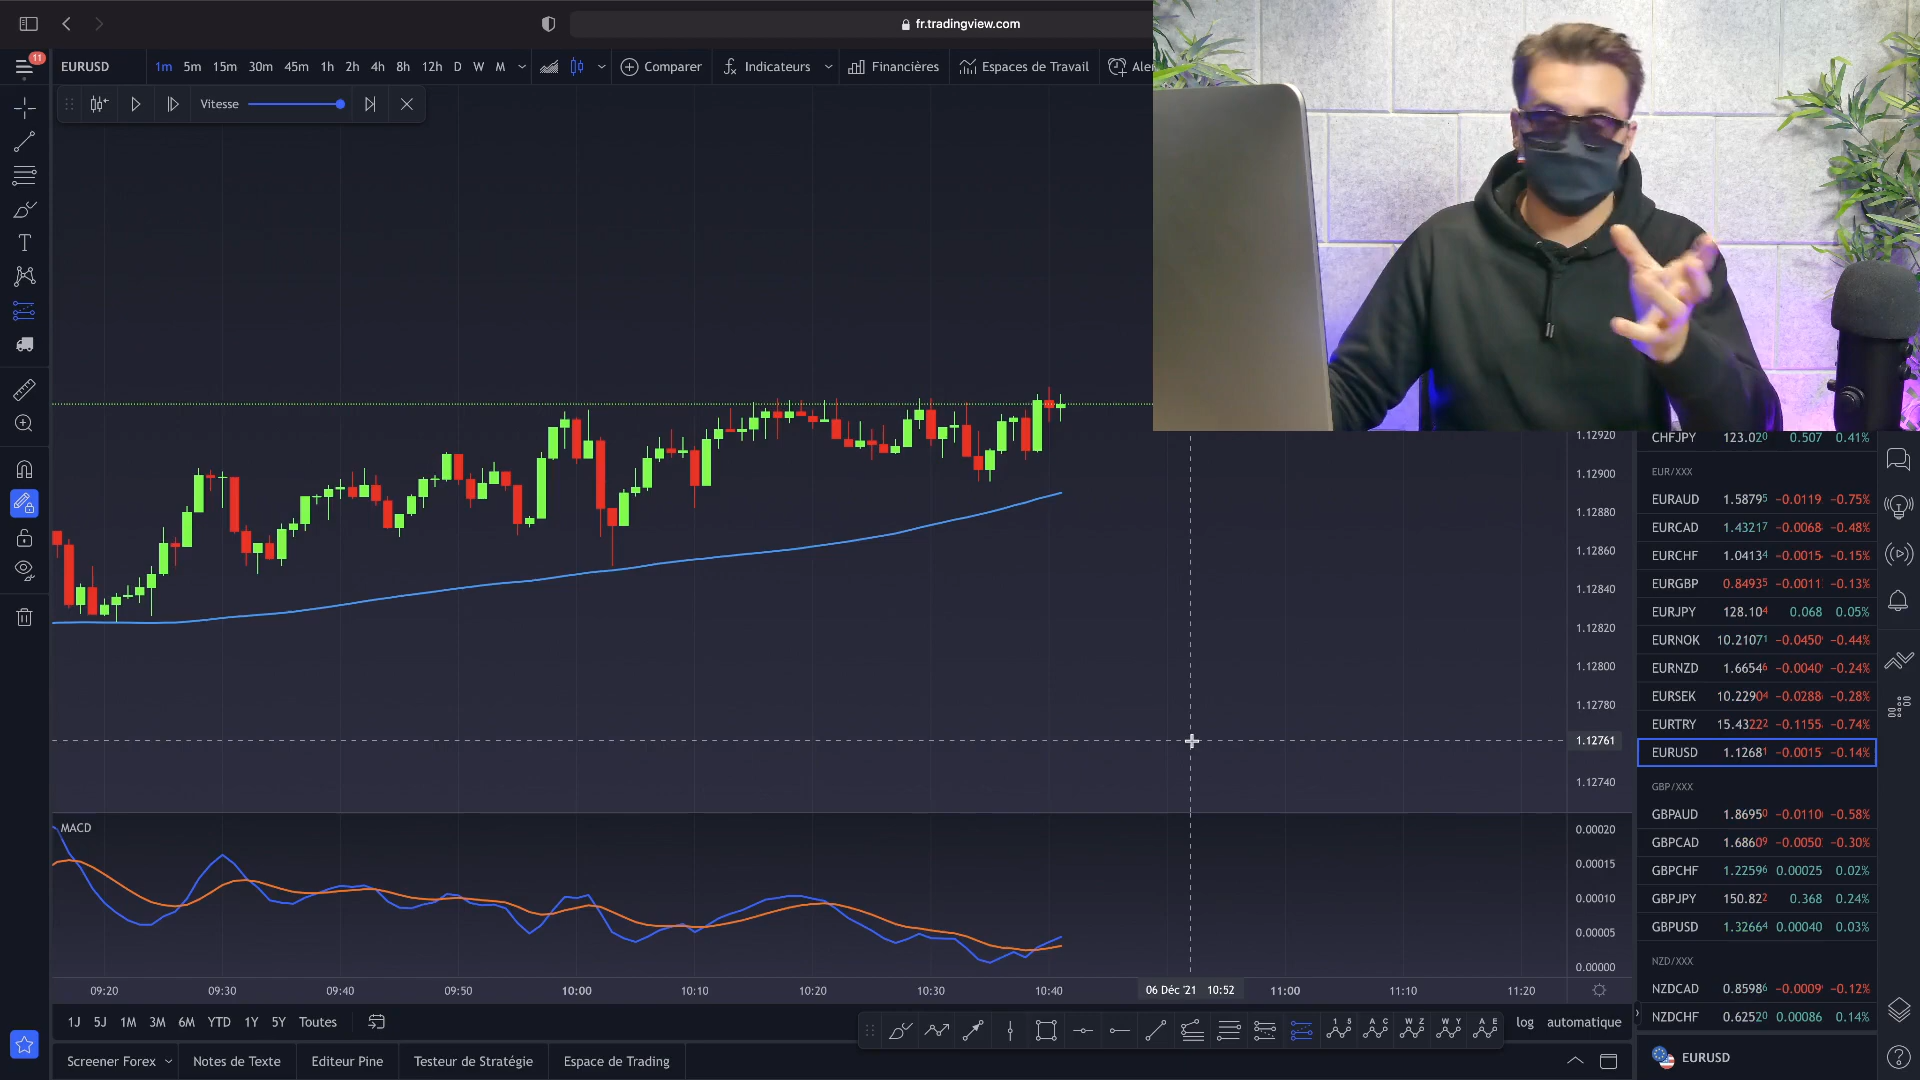 fr.tradingview.com
11
EURUSD 1m 5m 15m 30m 45m 1h 2h 4h 8h 12h D W M Comparer Indicateurs Financières Espaces de Travail
Vitesse
1.12920
1.12900
1.12880
1.12860
1.12840
1.12820
1.12800
1.12780
1.12761
1.12740
CHFJPY 123.020 0.507 0.41%
EUR/XXX
EURAUD 1.58795 −0.0119 −0.75%
EURCAD 1.43217 −0.0068 −0.48%
EURCHF 1.04134 −0.0015 −0.15%
EURGBP 0.84935 −0.0011 −0.13%
EURJPY 128.104 0.068 0.05%
EURNOK 10.21071 −0.0450 −0.44%
EURNZD 1.66546 −0.0040 −0.24%
EURSEK 10.22904 −0.0288 −0.28%
EURTRY 15.43222 −0.1155 −0.74%
EURUSD 1.12681 −0.0015 −0.14%
GBP/XXX
GBPAUD 1.86950 −0.0110 −0.58%
GBPCAD 1.68609 −0.0050 −0.30%
GBPCHF 1.22596 0.00025 0.02%
GBPJPY 150.822 0.368 0.24%
GBPUSD 1.32664 0.00040 0.03%
NZD/XXX
NZDCAD 0.85986 −0.0009 −0.12%
NZDCHF 0.62520 0.00086 0.14%
MACD
0.00020
0.00015
0.00010
0.00005
0.00000
09:20 09:30 09:40 09:50 10:00 10:10 10:20 10:30 10:40 06 Déc '21 10:52 11:00 11:10 11:20
1J 5J 1M 3M 6M YTD 1Y 5Y Toutes
log automatique
Screener Forex Notes de Texte Editeur Pine Testeur de Stratégie Espace de Trading
EURUSD